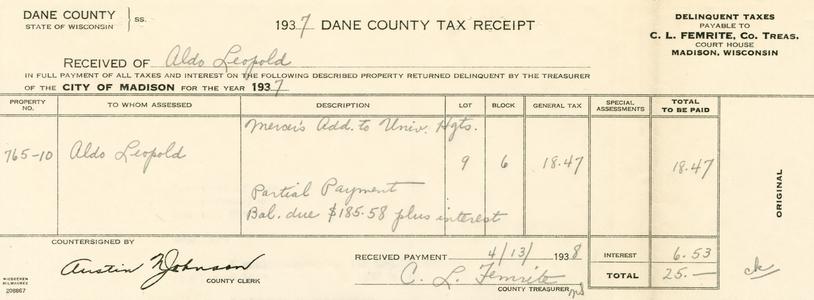 DANE COUNTY
STATE OF WISCONSIN
SS.
1937 DANE COUNTY TAX RECEIPT
DELINQUENT TAXES
PAYABLE TO
C. L. FEMRITE, CO. TREAS.
COURT HOUSE
MADISON, WISCONSIN
RECEIVED OF Aldo Leopold
IN FULL PAYMENT OF ALL TAXES AND INTEREST ON THE FOLLOWING DESCRIBED PROPERTY RETURNED DELINQUENT BY THE TREASURER
OF THE CITY OF MADISON FOR THE YEAR 1937
PROPERTY NO. TO WHOM ASSESSED DESCRIPTION LOT BLOCK GENERAL TAX SPECIAL ASSESSMENTS TOTAL TO BE PAID
Mercer's Add. to Univ. Hgts.
765-10 Aldo Leopold 9 6 18.47 18.47
Partial Payment
Bal. due $185.58 plus interest
ORIGINAL
COUNTERSIGNED BY
Austin N Johnson
COUNTY CLERK
RECEIVED PAYMENT 4/13/ 1938
C. L. Femrite
COUNTY TREASURER
INTEREST 6.53
TOTAL 25.—
ck
MILWAUKEE
208867